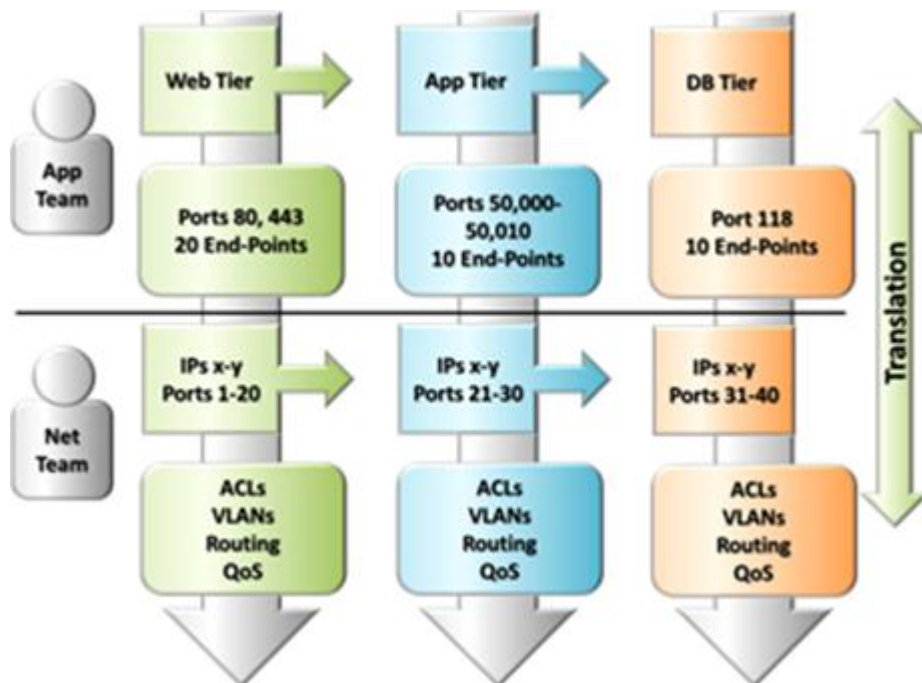 Web Tier
App Tier
DB Tier
App
Team
Ports 80, 443
20 End-Points
Ports 50,000-
50,010
10 End-Points
Port 118
10 End-Points
Translation
Net
Team
IPs x-y
Ports 1-20
IPs x-y
Ports 21-30
IPs x-y
Ports 31-40
ACLs
VLANs
Routing
QoS
ACLs
VLANs
Routing
QoS
ACLs
VLANs
Routing
QoS